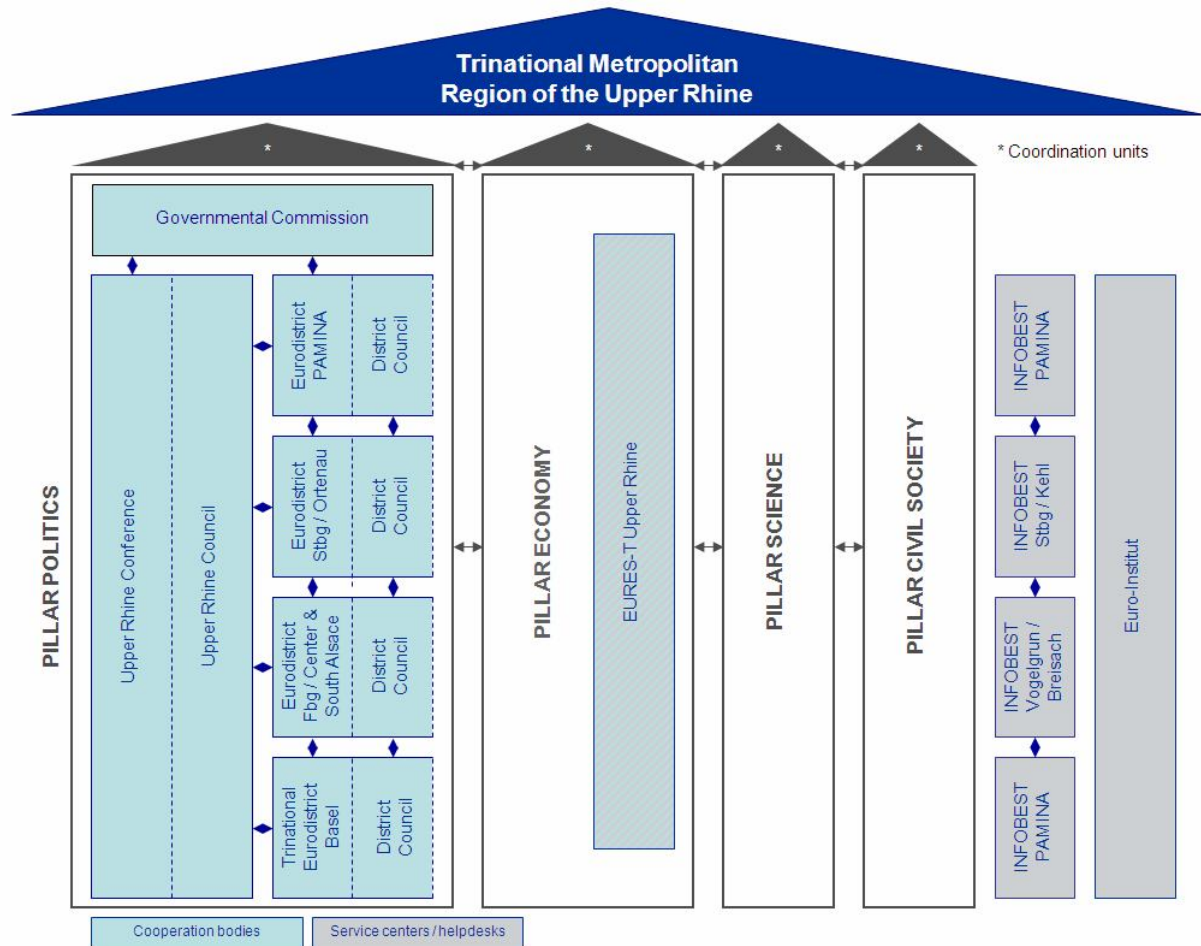 Trinational Metropolitan
Region of the Upper Rhine
*
*
*
*
* Coordination units
PILLAR POLITICS
Governmental Commission
Upper Rhine Conference
Upper Rhine Council
Eurodistrict
PAMINA
District
Council
Eurodistrict
Stbg / Ortenau
District
Council
Eurodistrict
Fbg / Center &
South Alsace
District
Council
Trinational
Eurodistrict
Basel
District
Council
PILLAR ECONOMY
EURES-T Upper Rhine
PILLAR SCIENCE
PILLAR CIVIL SOCIETY
INFOBEST
PAMINA
INFOBEST
Stbg / Kehl
INFOBEST
Vogelgrun /
Breisach
INFOBEST
PAMINA
Euro-Institut
Cooperation bodies
Service centers / helpdesks